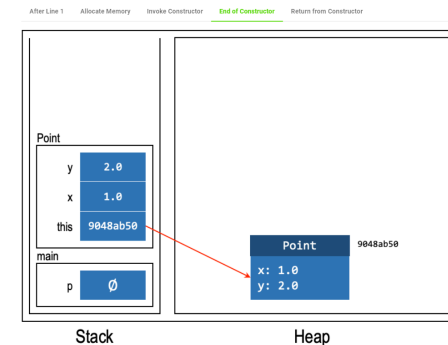 After Line 1 Allocate Memory Invoke Constructor End of Constructor Return from Constructor
Point
y 2.0
x 1.0
this 9048ab50
main
p Ø
Point 9048ab50
x: 1.0
y: 2.0
Stack Heap